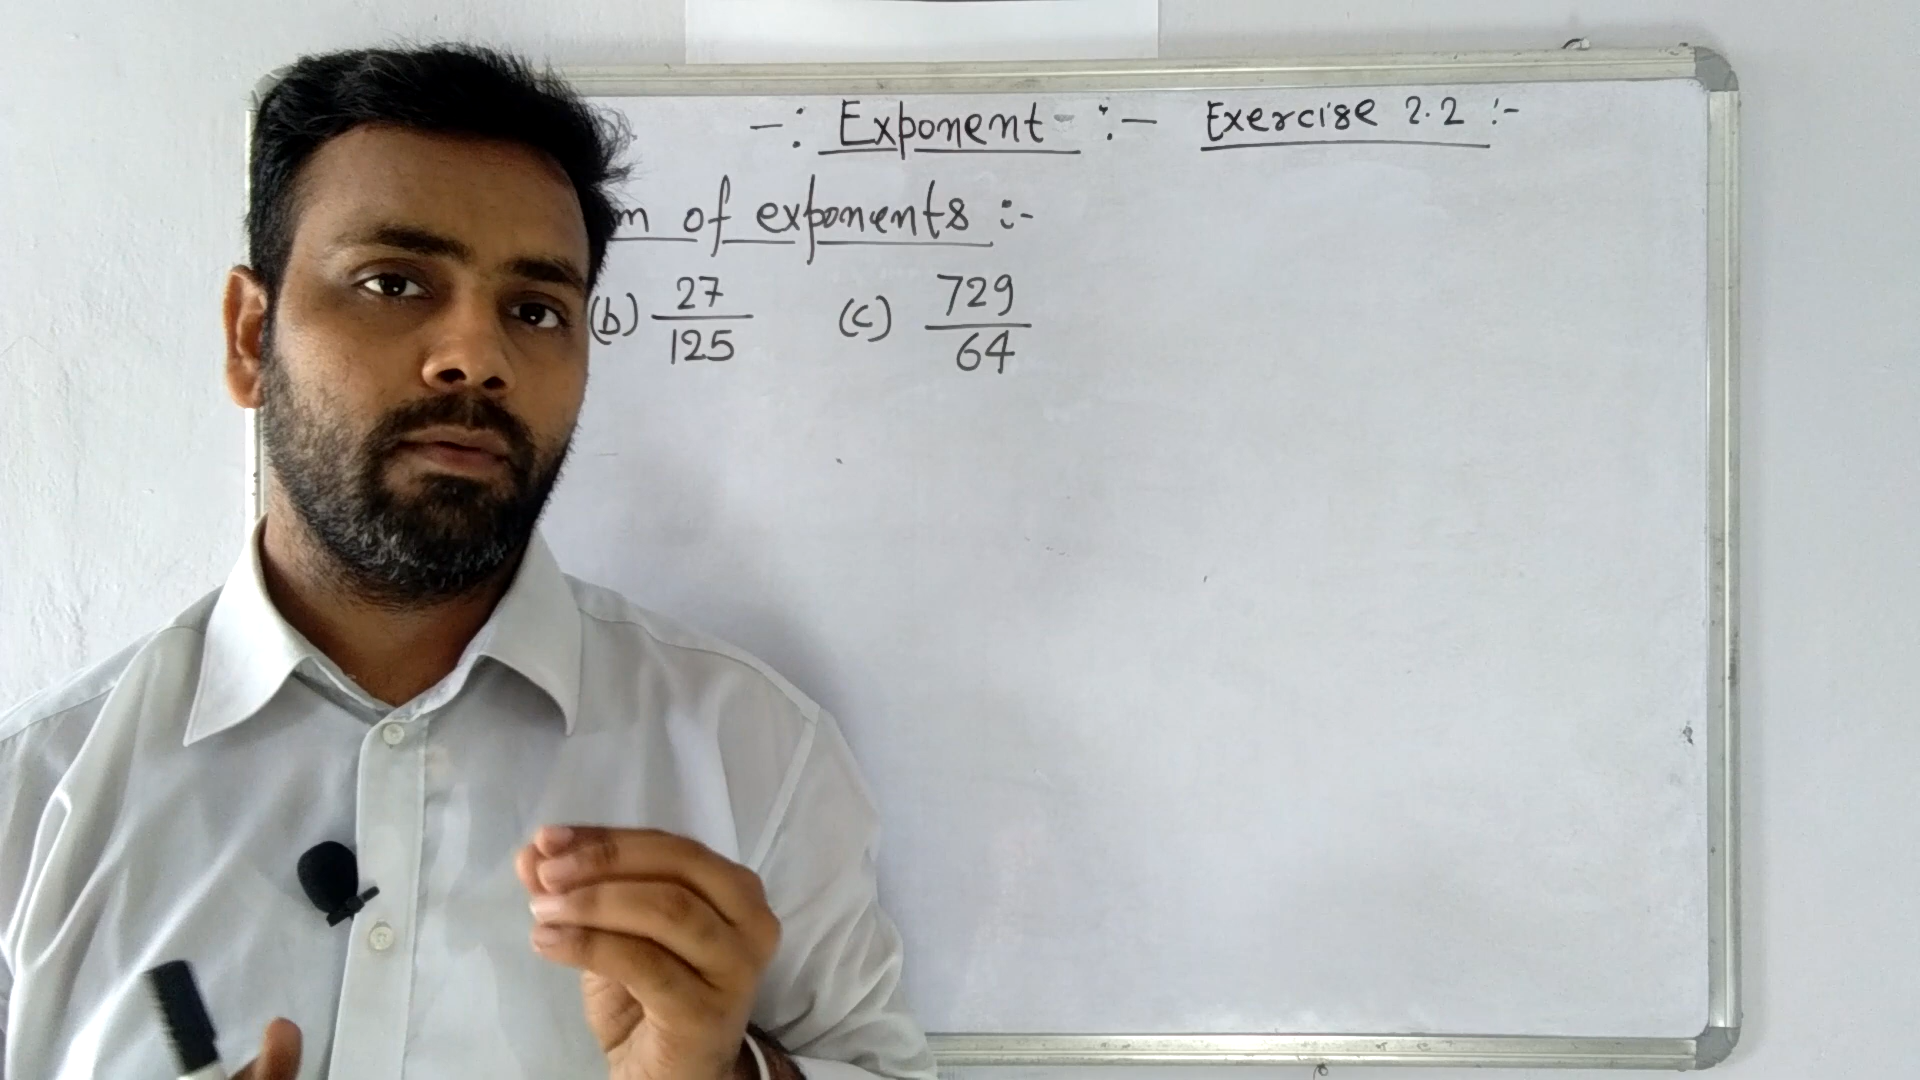 -: Exponent :- Exercise 2.2 :-
of exponents :-
(b) 27/125 (c) 729/64